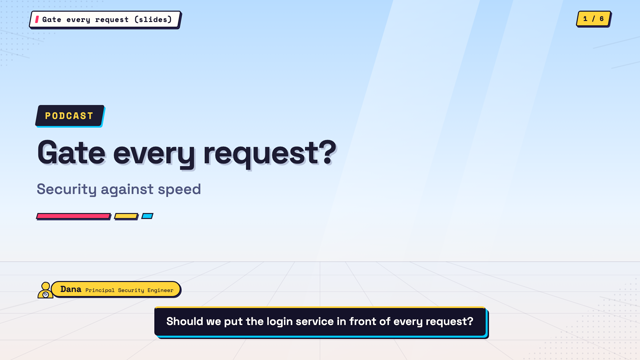 Gate every request (slides)
1 / 6
PODCAST
Gate every request?
Security against speed
Dana Principal Security Engineer
Should we put the login service in front of every request?